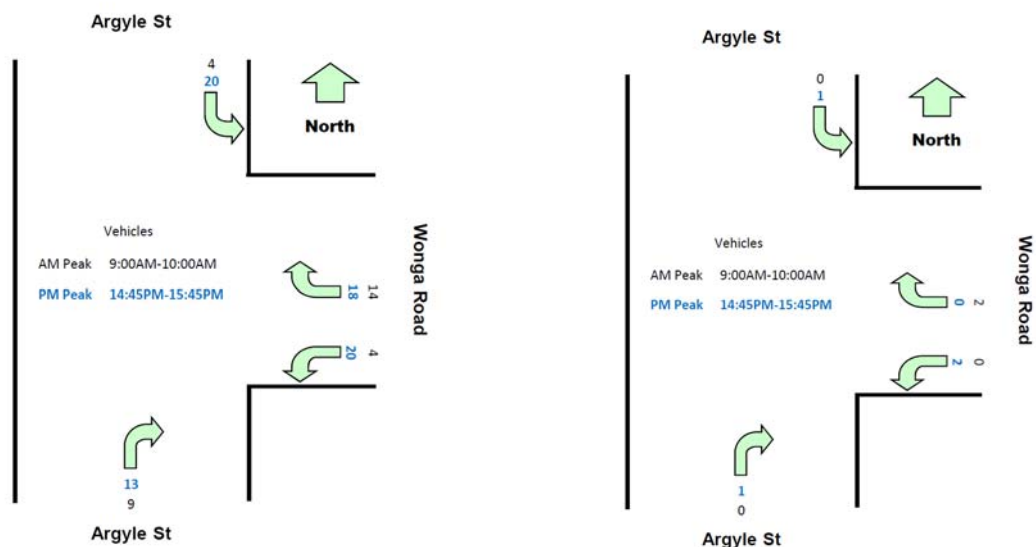 Argyle St
4
20
North
Vehicles
AM Peak 9:00AM-10:00AM
PM Peak 14:45PM-15:45PM
18 14
20 4
Wonga Road
13
9
Argyle St
Argyle St
0
1
North
Vehicles
AM Peak 9:00AM-10:00AM
PM Peak 14:45PM-15:45PM
0 2
2 0
Wonga Road
1
0
Argyle St